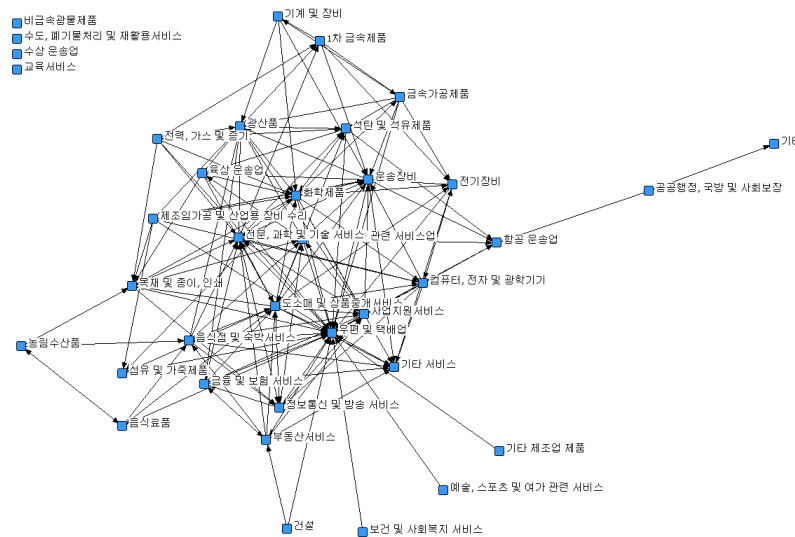 기계 및 장비
비금속광물제품
수도, 폐기물처리 및 재활용서비스
1차 금속제품
수상 운송업
교육서비스
금속가공제품
광산품
석탄 및 석유제품
전력, 가스 및 증기
기타
육상 운송업
운송장비
전기장비
화학제품
공공행정, 국방 및 사회보장
제조임가공 및 산업용 장비 수리
전문, 과학 및 기술 서비스 관련 서비스업
항공 운송업
목재 및 종이, 인쇄
컴퓨터, 전자 및 광학기기
도소매 및 상품중개서비스
사업지원서비스
우편 및 택배업
음식점 및 숙박서비스
농림수산품
섬유 및 가죽제품
기타 서비스
금융 및 보험 서비스
정보통신 및 방송 서비스
음식료품
부동산서비스
기타 제조업 제품
예술, 스포츠 및 여가 관련 서비스
건설
보건 및 사회복지 서비스